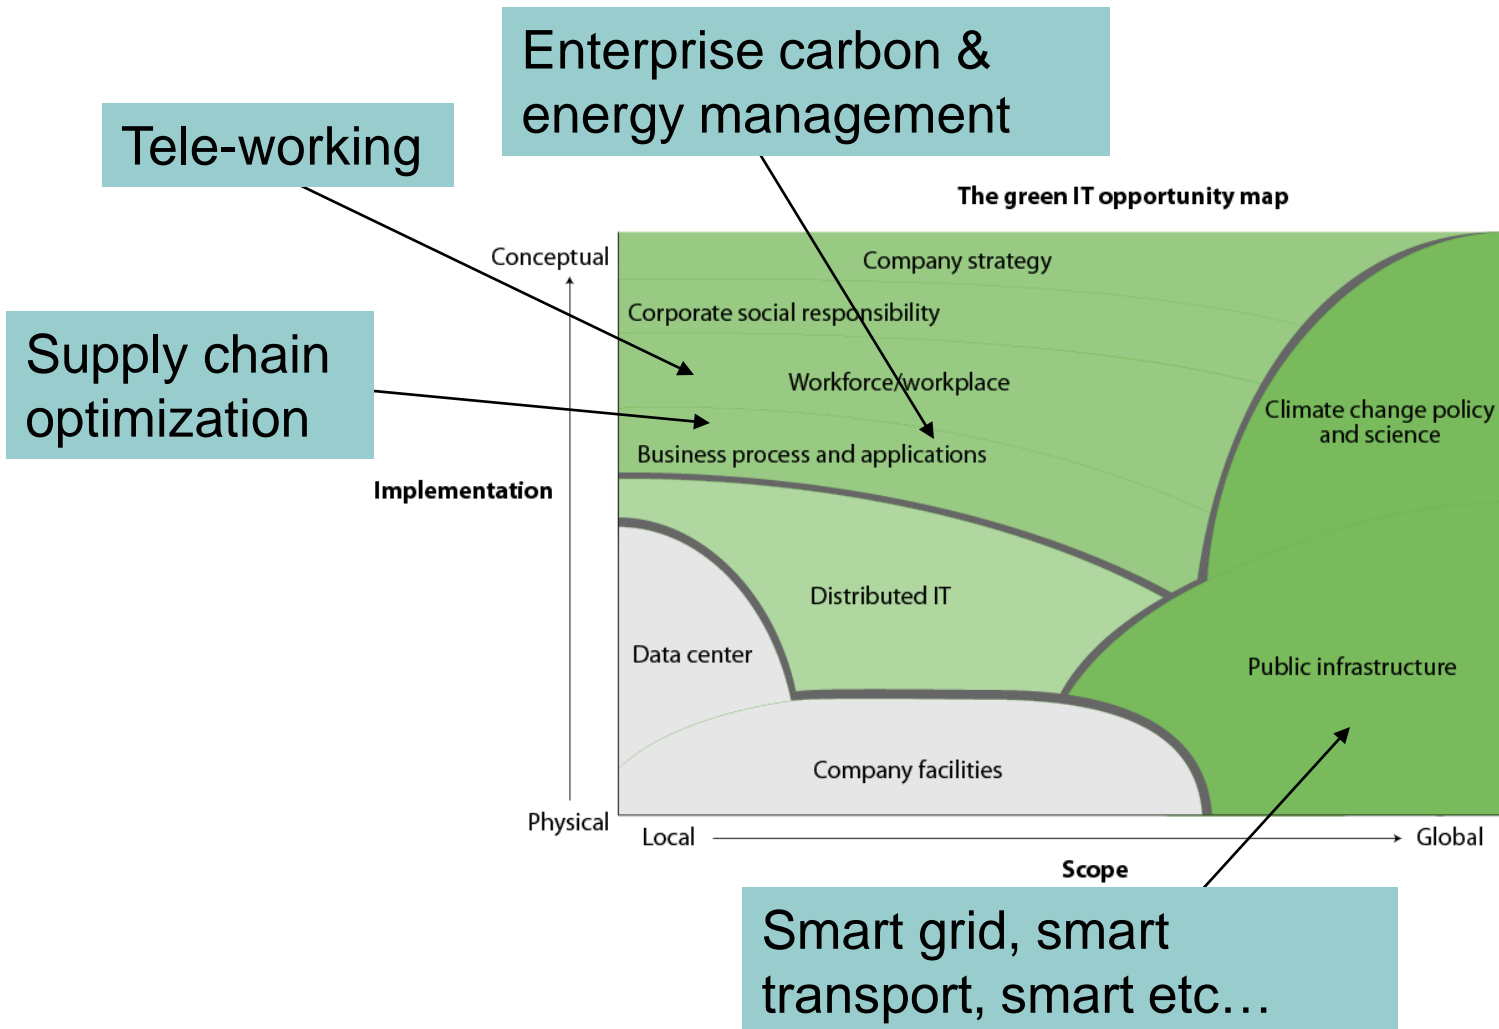 Enterprise carbon &
energy management
Tele-working
The green IT opportunity map
Conceptual
Company strategy
Corporate social responsibility
Supply chain
optimization
Workforce/workplace
Climate change policy
and science
Business process and applications
Implementation
Distributed IT
Data center
Public infrastructure
Company facilities
Physical
Local
Global
Scope
Smart grid, smart
transport, smart etc…